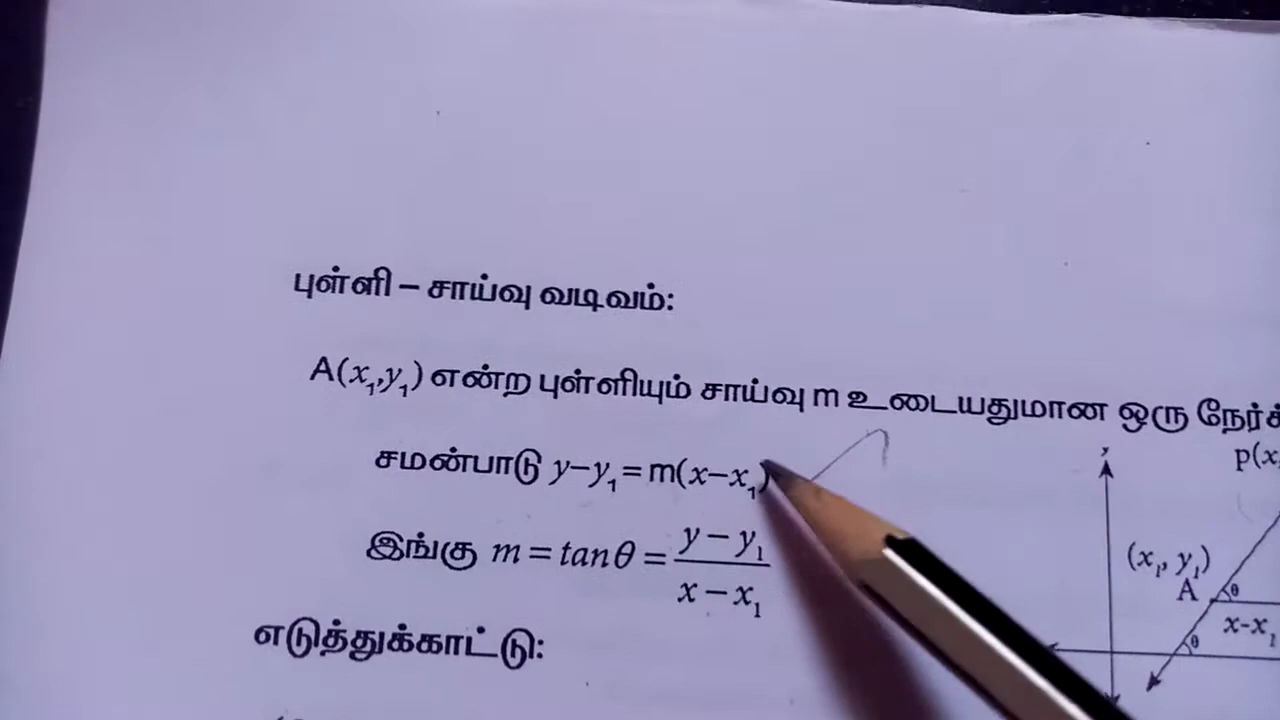 புள்ளி – சாய்வு வடிவம்:
A(x₁,y₁) என்ற புள்ளியும் சாய்வு m உடையதுமான ஒரு
சமன்பாடு y−y₁ = m(x−x₁)
இங்கு m = tanθ = (y − y₁)/(x − x₁)
எடுத்துக்காட்டு:
y
(x₁, y₁)
A
θ
x-x₁
θ